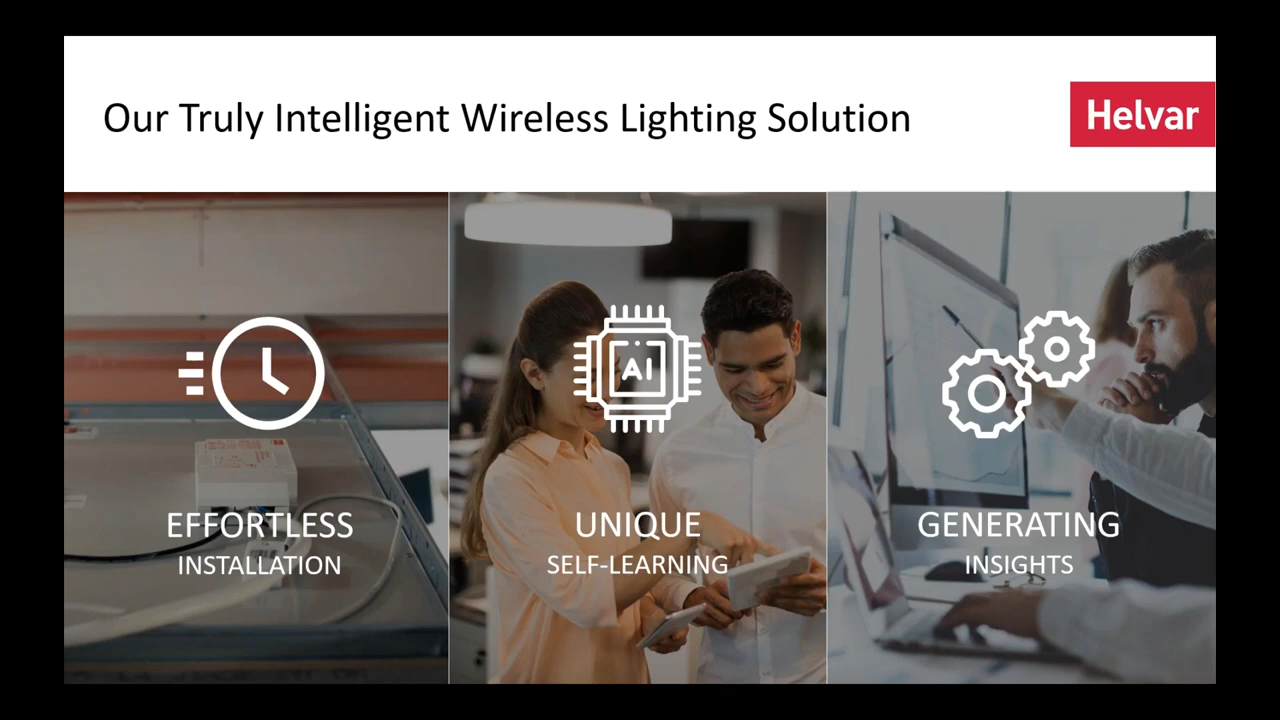 Our Truly Intelligent Wireless Lighting Solution
Helvar
AI
EFFORTLESS
INSTALLATION
UNIQUE
SELF-LEARNING
GENERATING
INSIGHTS